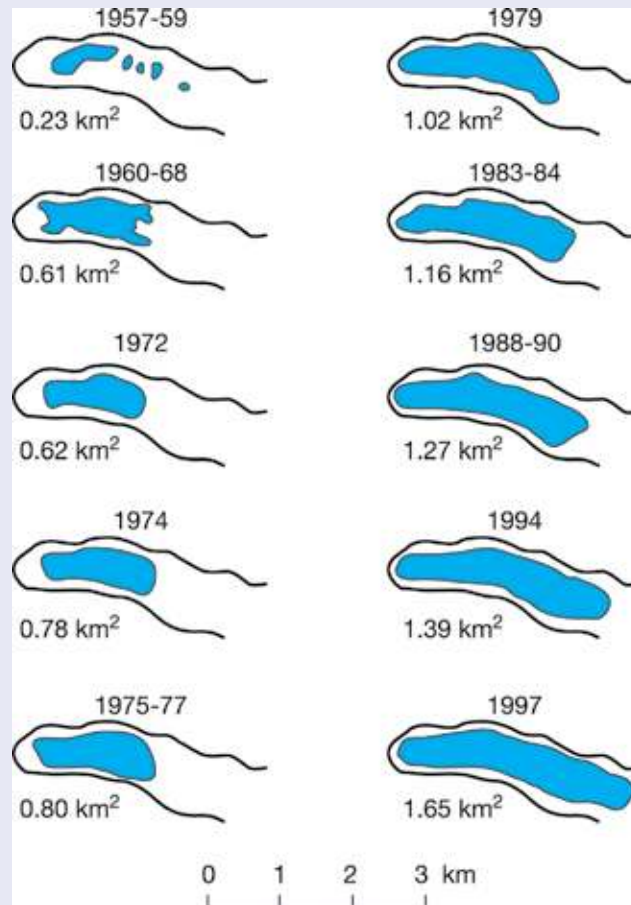 1957-59
0.23 km²
1960-68
0.61 km²
1972
0.62 km²
1974
0.78 km²
1975-77
0.80 km²
1979
1.02 km²
1983-84
1.16 km²
1988-90
1.27 km²
1994
1.39 km²
1997
1.65 km²
0 1 2 3 km